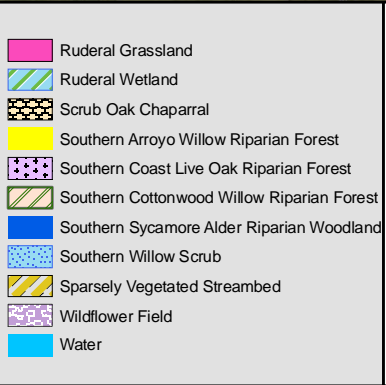 Ruderal Grassland
Ruderal Wetland
Scrub Oak Chaparral
Southern Arroyo Willow Riparian Forest
Southern Coast Live Oak Riparian Forest
Southern Cottonwood Willow Riparian Forest
Southern Sycamore Alder Riparian Woodland
Southern Willow Scrub
Sparsely Vegetated Streambed
Wildflower Field
Water